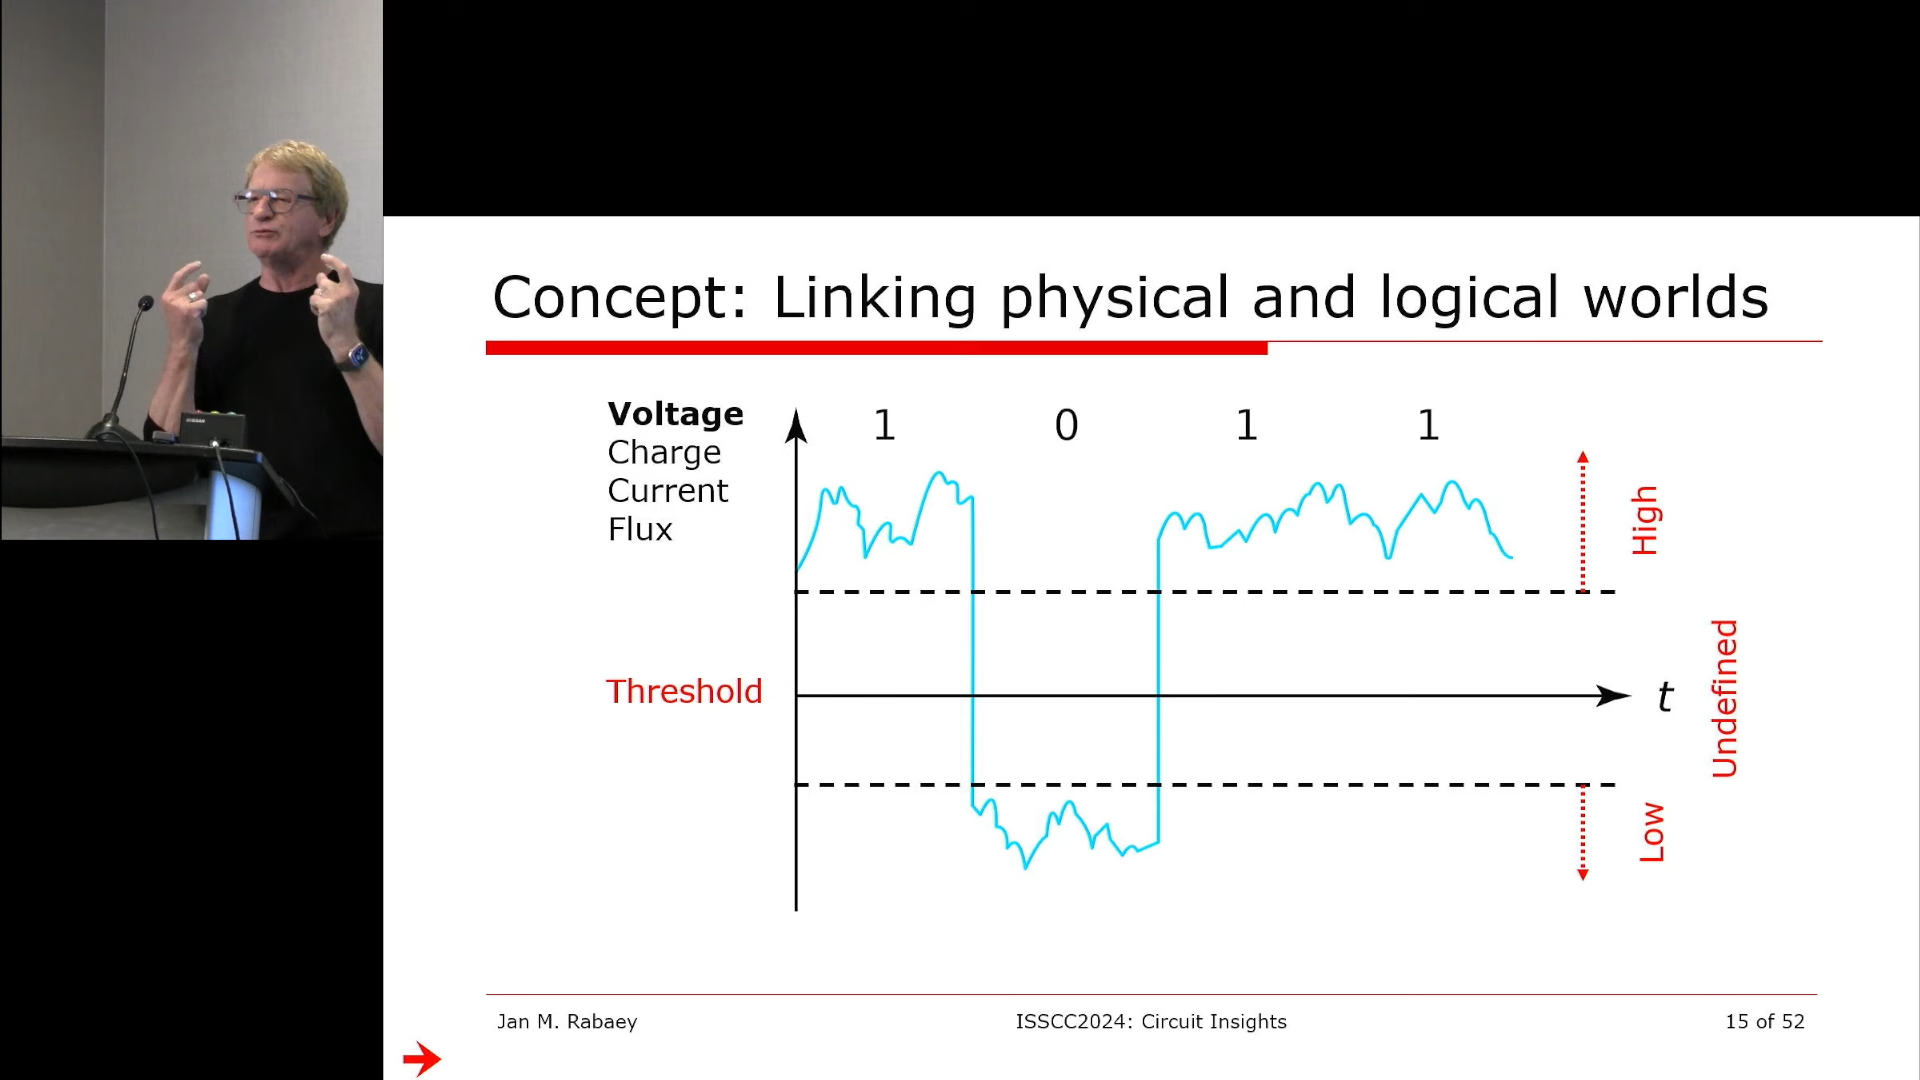 Concept: Linking physical and logical worlds
Voltage
Charge
Current
Flux
1 0 1 1
High
Threshold
t
Undefined
Low
Jan M. Rabaey
ISSCC2024: Circuit Insights
15 of 52